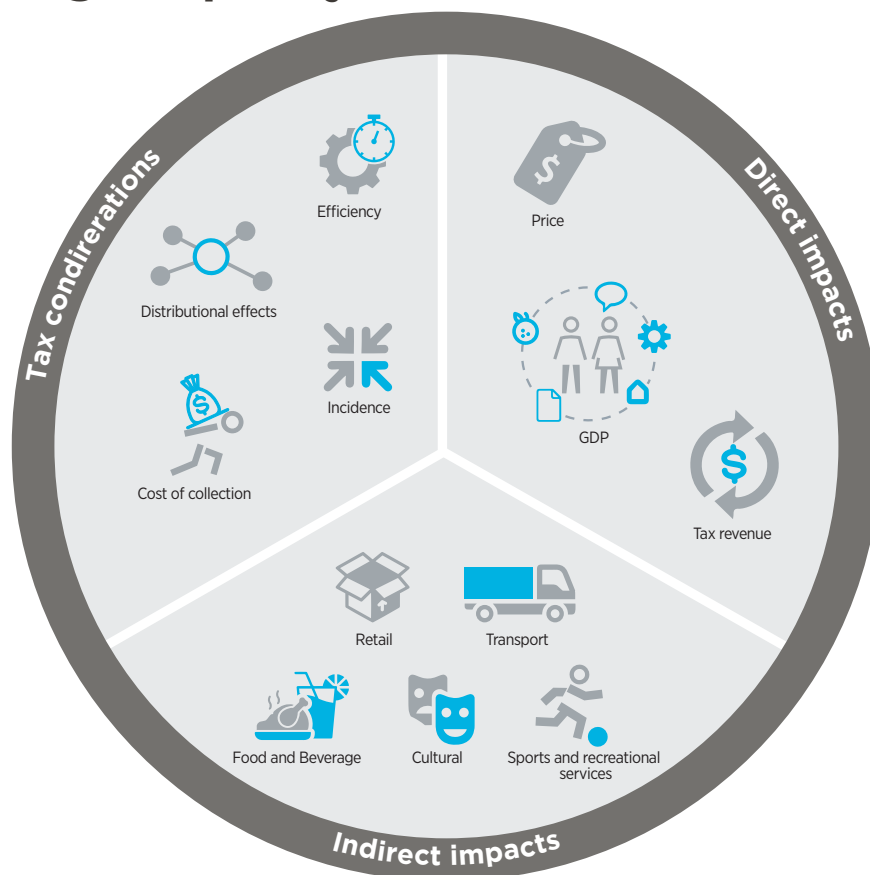 Tax condirerations
Efficiency
Distributional effects
Incidence
Cost of collection
Direct impacts
Price
$
GDP
$
Tax revenue
$
Indirect impacts
Retail
Transport
Food and Beverage
Cultural
Sports and recreational
services